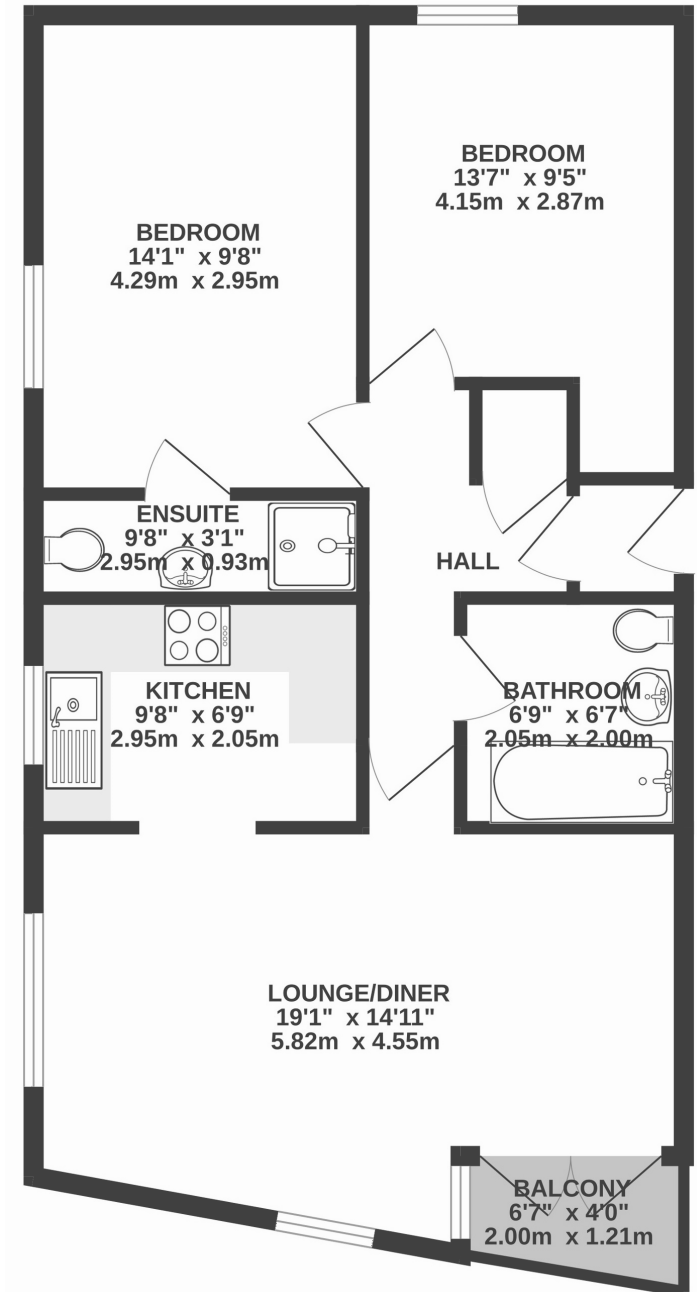 BEDROOM
13'7" x 9'5"
4.15m x 2.87m
BEDROOM
14'1" x 9'8"
4.29m x 2.95m
ENSUITE
9'8" x 3'1"
2.95m x 0.93m
HALL
KITCHEN
9'8" x 6'9"
2.95m x 2.05m
BATHROOM
6'9" x 6'7"
2.05m x 2.00m
LOUNGE/DINER
19'1" x 14'11"
5.82m x 4.55m
BALCONY
6'7" x 4'0"
2.00m x 1.21m